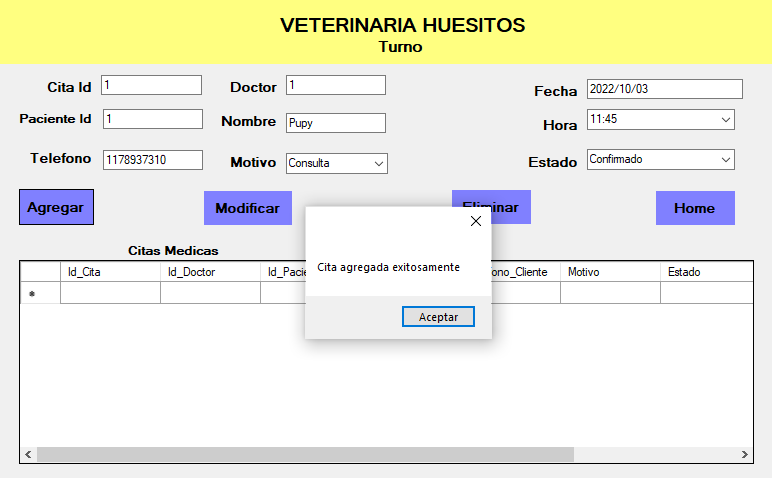 VETERINARIA HUESITOS
Turno
Cita Id 1 Doctor 1 Fecha 2022/10/03
Paciente Id 1 Nombre Pupy Hora 11:45
Telefono 1178937310 Motivo Consulta Estado Confirmado
Agregar Modificar Eliminar Home
Citas Medicas
Cita agregada exitosamente
Aceptar
Id_Cita Id_Doctor Id_Pacie ono_Cliente Motivo Estado